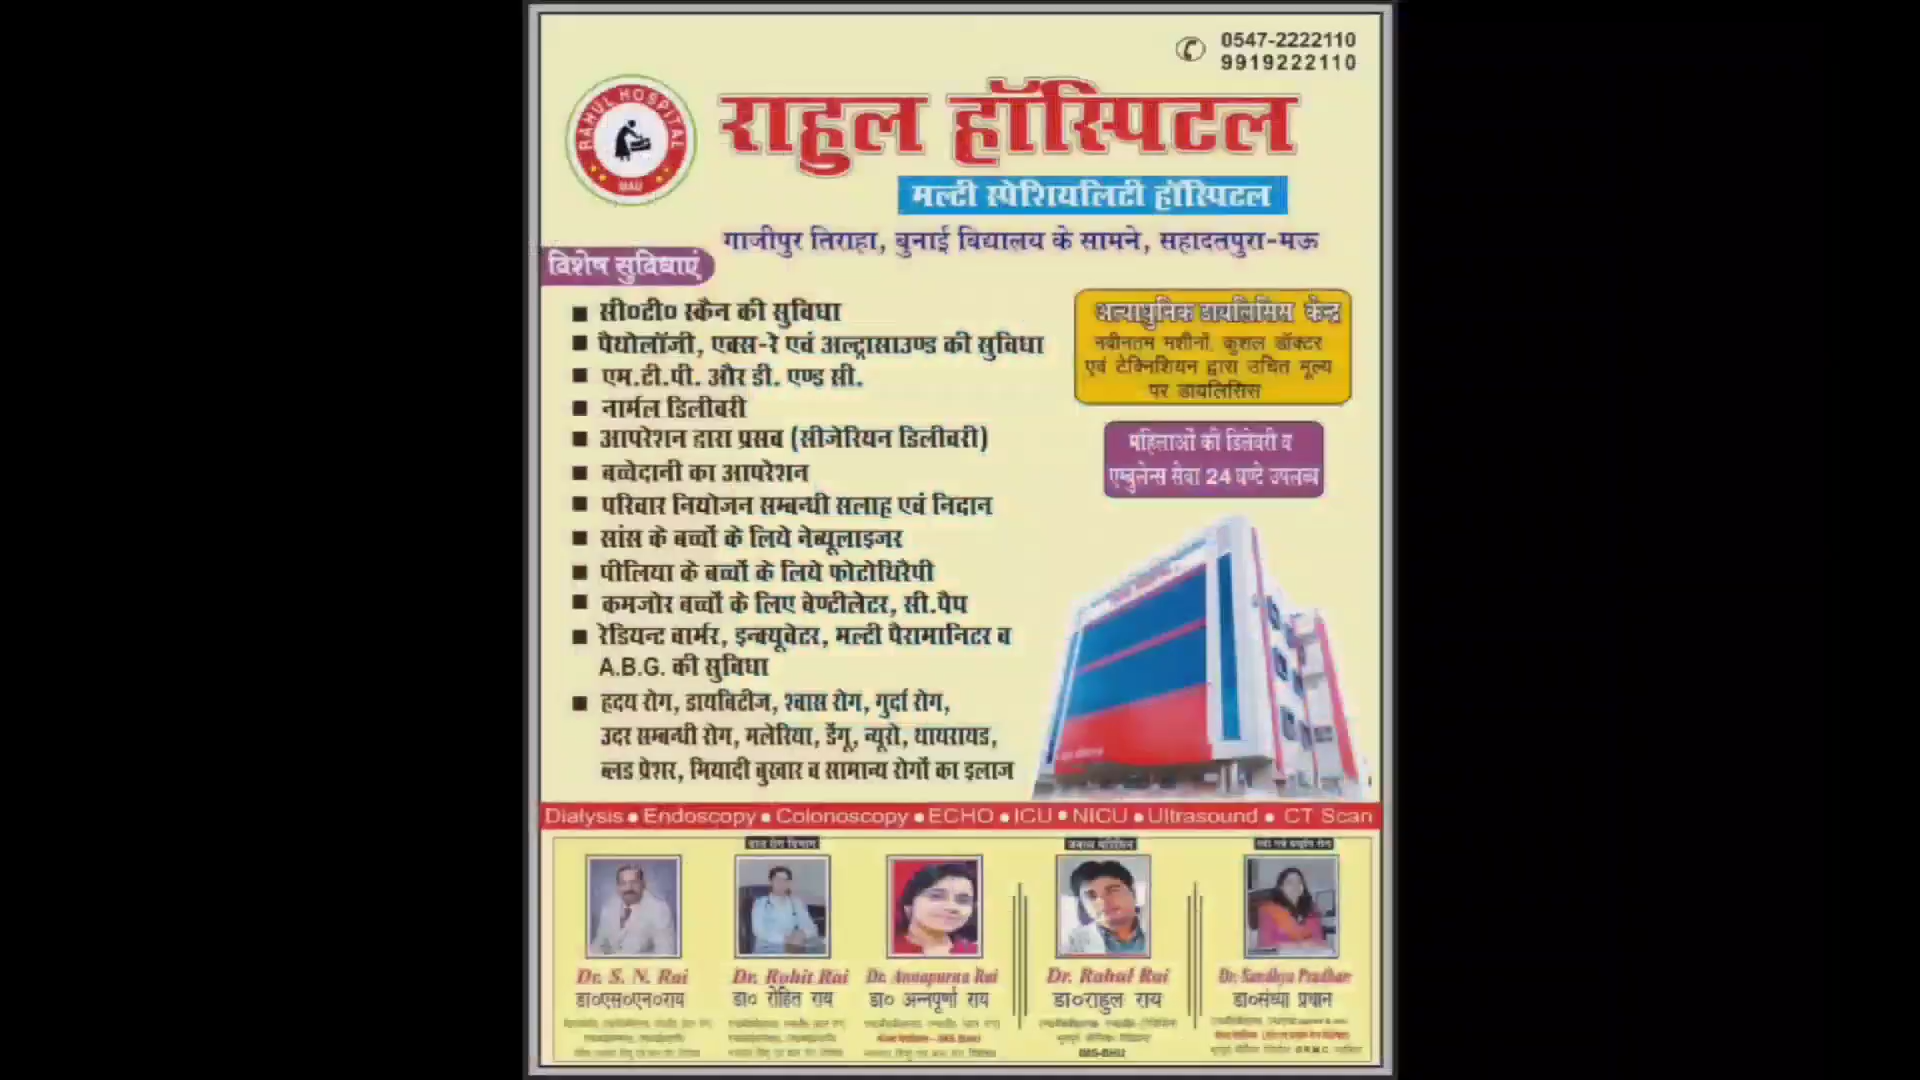 0547-2222110
9919222110
RAHUL HOSPITAL
MAU
राहुल हॉस्पिटल
मल्टी स्पेशियलिटी हॉस्पिटल
गाजीपुर तिराहा, बुनाई विद्यालय के सामने, सहादतपुरा-मऊ
विशेष सुविधाएं
■ सी०टी० स्कैन की सुविधा
■ पैथोलॉजी, एक्स-रे एवं अल्ट्रासाउण्ड की सुविधा
■ एम.टी.पी. और डी. एण्ड सी.
■ नार्मल डिलीवरी
■ आपरेशन द्वारा प्रसव (सीजेरियन डिलीवरी)
■ बच्चेदानी का आपरेशन
■ परिवार नियोजन सम्बन्धी सलाह एवं निदान
■ सांस के बच्चों के लिये नेब्यूलाइजर
■ पीलिया के बच्चों के लिये फोटोथिरैपी
■ कमजोर बच्चों के लिए वेण्टीलेटर, सी.पैप
■ रेडियन्ट वार्मर, इन्क्यूवेटर, मल्टी पैरामानिटर व
A.B.G. की सुविधा
■ हृदय रोग, डायबिटीज, श्वास रोग, गुर्दा रोग,
उदर सम्बन्धी रोग, मलेरिया, डेंगू, न्यूरो, थायरायड,
ब्लड प्रेशर, मियादी बुखार व सामान्य रोगों का इलाज
अत्याधुनिक डायलिसिस केन्द्र
नवीनतम मशीनों, कुशल डॉक्टर
एवं टेक्निशियन द्वारा उचित मूल्य
पर डायलिसिस
महिलाओं की डिलेवरी व
एम्बुलेन्स सेवा 24 घण्टे उपलब्ध
Dialysis ● Endoscopy ● Colonoscopy ● ECHO ● ICU ● NICU ● Ultrasound ● CT Scan
बाल रोग विभाग
जनरल फिजिशियन
Dr. S. N. Rai
डा०एस०एन०राय
Dr. Rohit Rai
डा० रोहित राय
Dr. Annapurna Rai
डा० अन्नपूर्णा राय
Dr. Rahul Rai
डा०राहुल राय
IMS-BHU
Dr. Sandhya Pradhan
डा०संध्या प्रधान